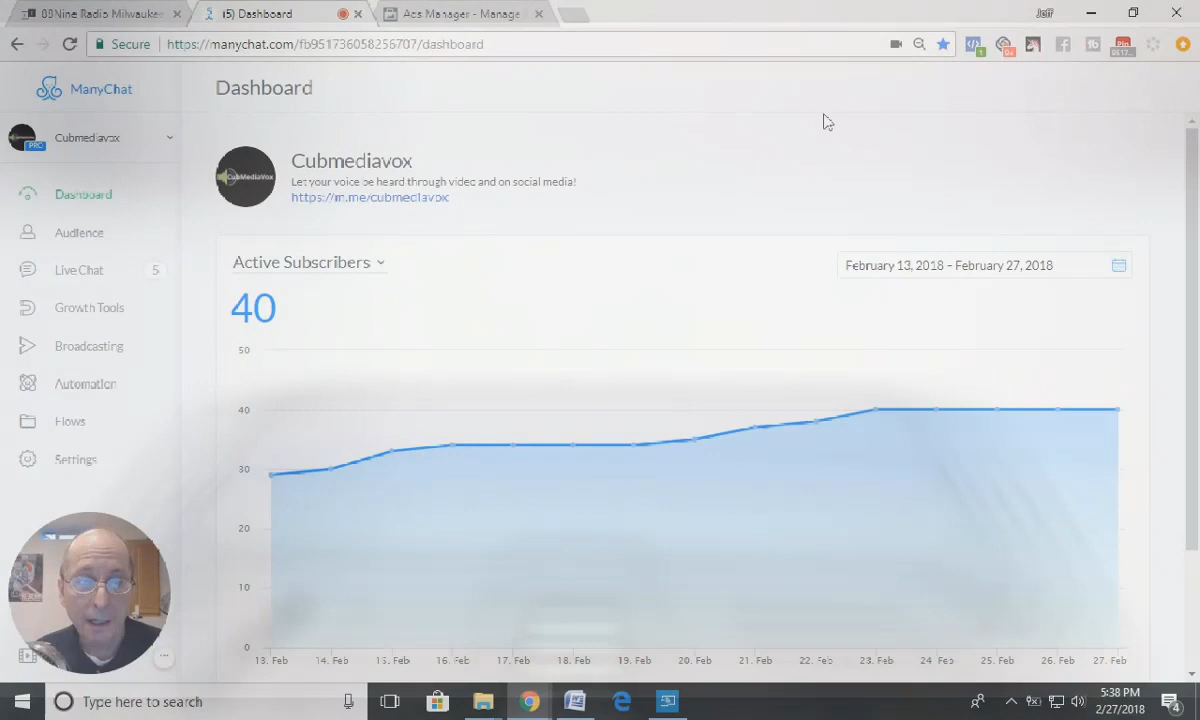 88Nine Radio Milwauke
(5) Dashboard
Ads Manager - Manage
Jeff
Secure
https://manychat.com/fb951736058256707/dashboard
ManyChat
Dashboard
Cubmediavox
PRO
CubMediaVox
Cubmediavox
Let your voice be heard through video and on social media!
https://m.me/cubmediavox
Dashboard
Audience
Live Chat 5
Growth Tools
Broadcasting
Automation
Flows
Settings
Active Subscribers
February 13, 2018 – February 27, 2018
40
50
40
30
20
10
0
13. Feb 14. Feb 15. Feb 16. Feb 17. Feb 18. Feb 19. Feb 20. Feb 21. Feb 22. Feb 23. Feb 24. Feb 25. Feb 26. Feb 27. Feb
Type here to search
5:38 PM
2/27/2018
4